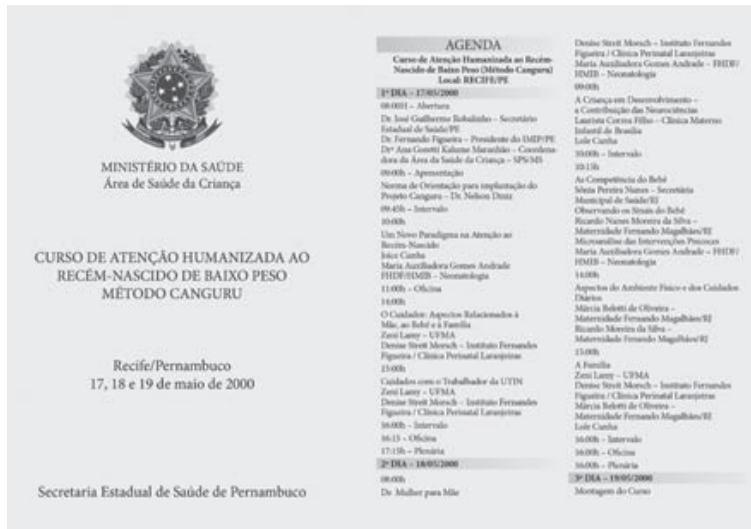 MINISTÉRIO DA SAÚDE
Área de Saúde da Criança
CURSO DE ATENÇÃO HUMANIZADA AO
RECÉM-NASCIDO DE BAIXO PESO
MÉTODO CANGURU
Recife/Pernambuco
17, 18 e 19 de maio de 2000
Secretaria Estadual de Saúde de Pernambuco
AGENDA
Curso de Atenção Humanizada ao Recém-
Nascido de Baixo Peso (Método Canguru)
Local: RECIFE/PE
1º DIA – 17/05/2000
08:00H – Abertura
Dr. José Guilherme Robalinho – Secretário
Estadual de Saúde/PE
Dr. Fernando Figueira – Presidente do IMIP/PE
Drª Ana Goretti Kalume Maranhão – Coordena-
dora da Área da Saúde da Criança – SPS/MS
09:00h – Apresentação
Norma de Orientação para implantação do
Projeto Canguru – Dr. Nelson Diniz
09:45h – Intervalo
10:00h
Um Novo Paradigma na Atenção ao
Recém-Nascido
Joice Cunha
Maria Auxiliadora Gomes Andrade
FHDF/HMIB – Neonatologia
11:00h – Oficina
14:00h
O Cuidador: Aspectos Relacionados à
Mãe, ao Bebê e à Família
Zeni Lamy – UFMA
Denise Streit Morsch – Instituto Fernandes
Figueira / Clínica Perinatal Laranjeiras
15:00h
Cuidados com o Trabalhador da UTIN
Zeni Lamy – UFMA
Denise Streit Morsch – Instituto Fernandes
Figueira / Clínica Perinatal Laranjeiras
16:00h – Intervalo
16:15 – Oficina
17:15h – Plenária
2º DIA – 18/05/2000
08:00h
De Mulher para Mãe
Denise Streit Morsch – Instituto Fernandes
Figueira / Clínica Perinatal Laranjeiras
Maria Auxiliadora Gomes Andrade – FHDF/
HMIB – Neonatologia
09:00h
A Criança em Desenvolvimento –
a Contribuição das Neurociências
Laurista Correa Filho – Clínica Materno
Infantil de Brasília
Lole Cunha
10:00h – Intervalo
10:15h
As Competência do Bebê
Sônia Pereira Nunes – Secretária
Municipal de Saúde/RJ
Observando os Sinais do Bebê
Ricardo Nunes Moreira da Silva –
Maternidade Fernando Magalhães/RJ
Microanálise das Intervenções Precoces
Maria Auxiliadora Gomes Andrade – FHDF/
HMIB – Neonatologia
14:00h
Aspectos do Ambiente Físico e dos Cuidados
Diários
Márcia Belotti de Oliveira –
Maternidade Fernando Magalhães/RJ
Ricardo Moreira da Silva –
Maternidade Fernando Magalhães/RJ
15:00h
A Família
Zeni Lamy – UFMA
Denise Streit Morsch – Instituto Fernandes
Figueira / Clínica Perinatal Laranjeiras
Márcia Belotti de Oliveira –
Maternidade Fernando Magalhães/RJ
Lole Cunha
16:00h – Intervalo
16:00h – Oficina
16:00h – Plenária
3º DIA – 19/05/2000
Montagem do Curso